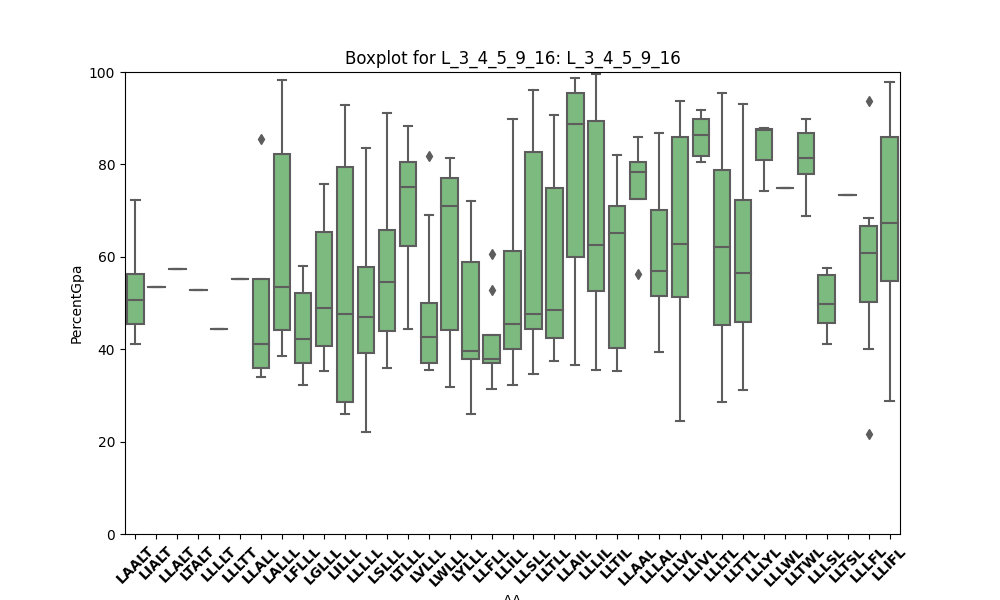 Boxplot for L_3_4_5_9_16: L_3_4_5_9_16
100
80
60
40
20
0
PercentGpa
LAALT LIALT LLALT LTALT LLLLT LLLTT LLALL LALLL LFLLL LGLLL LILLL LLLLL LSLLL LTLLL LVLLL LWLLL LYLLL LLFLL LLILL LLSLL LLTLL LLAIL LLLIL LLTIL LLAAL LLLAL LLLVL LLIVL LLLTL LLTTL LLLYL LLLWL LLTWL LLLSL LLTSL LLLFL LLIFL
AA